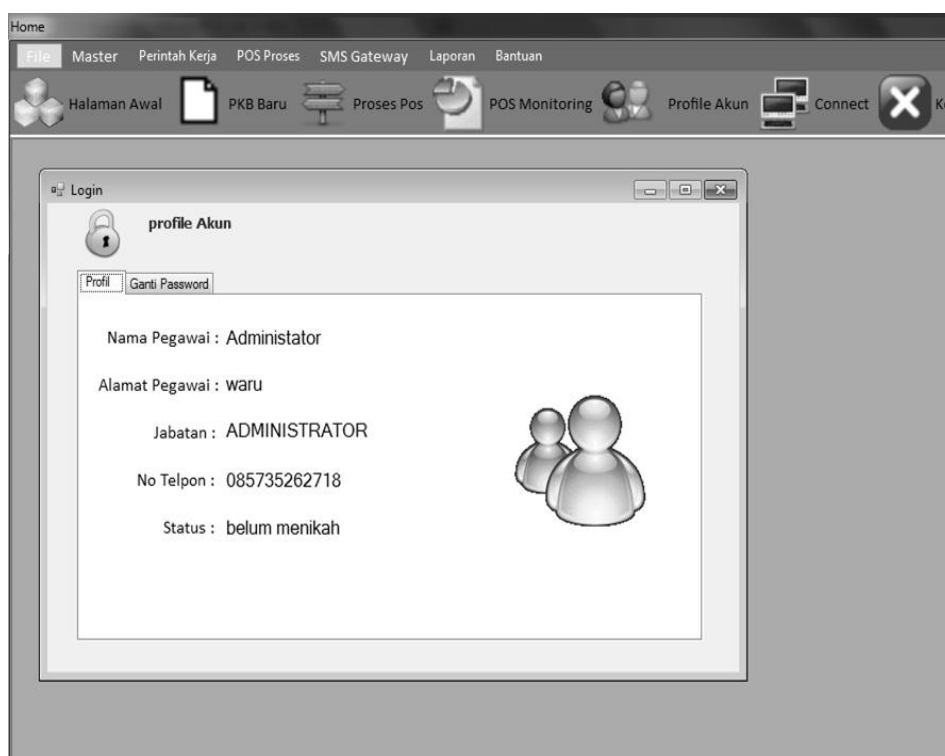 Home
File Master Perintah Kerja POS Proses SMS Gateway Laporan Bantuan
Halaman Awal PKB Baru Proses Pos POS Monitoring Profile Akun Connect
Login
profile Akun
Profil Ganti Password
Nama Pegawai : Administator
Alamat Pegawai : waru
Jabatan : ADMINISTRATOR
No Telpon : 085735262718
Status : belum menikah